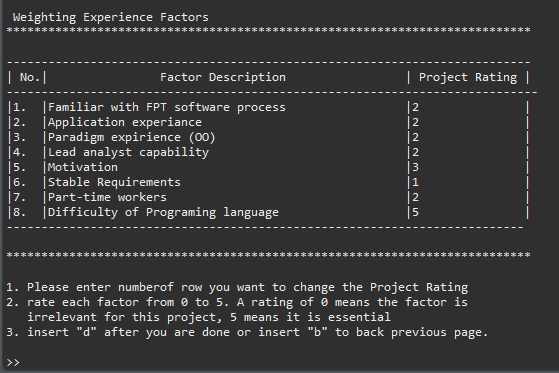 Weighting Experience Factors
*******************************************************************************
-------------------------------------------------------------------------------
| No.| Factor Description | Project Rating |
-------------------------------------------------------------------------------
|1. |Familiar with FPT software process |2 |
|2. |Application experiance |2 |
|3. |Paradigm expirience (OO) |2 |
|4. |Lead analyst capability |2 |
|5. |Motivation |3 |
|6. |Stable Requirements |1 |
|7. |Part-time workers |2 |
|8. |Difficulty of Programing language |5 |
------------------------------------------------------------------------------
*******************************************************************************
1. Please enter numberof row you want to change the Project Rating
2. rate each factor from 0 to 5. A rating of 0 means the factor is
irrelevant for this project, 5 means it is essential
3. insert "d" after you are done or insert "b" to back previous page.
>>